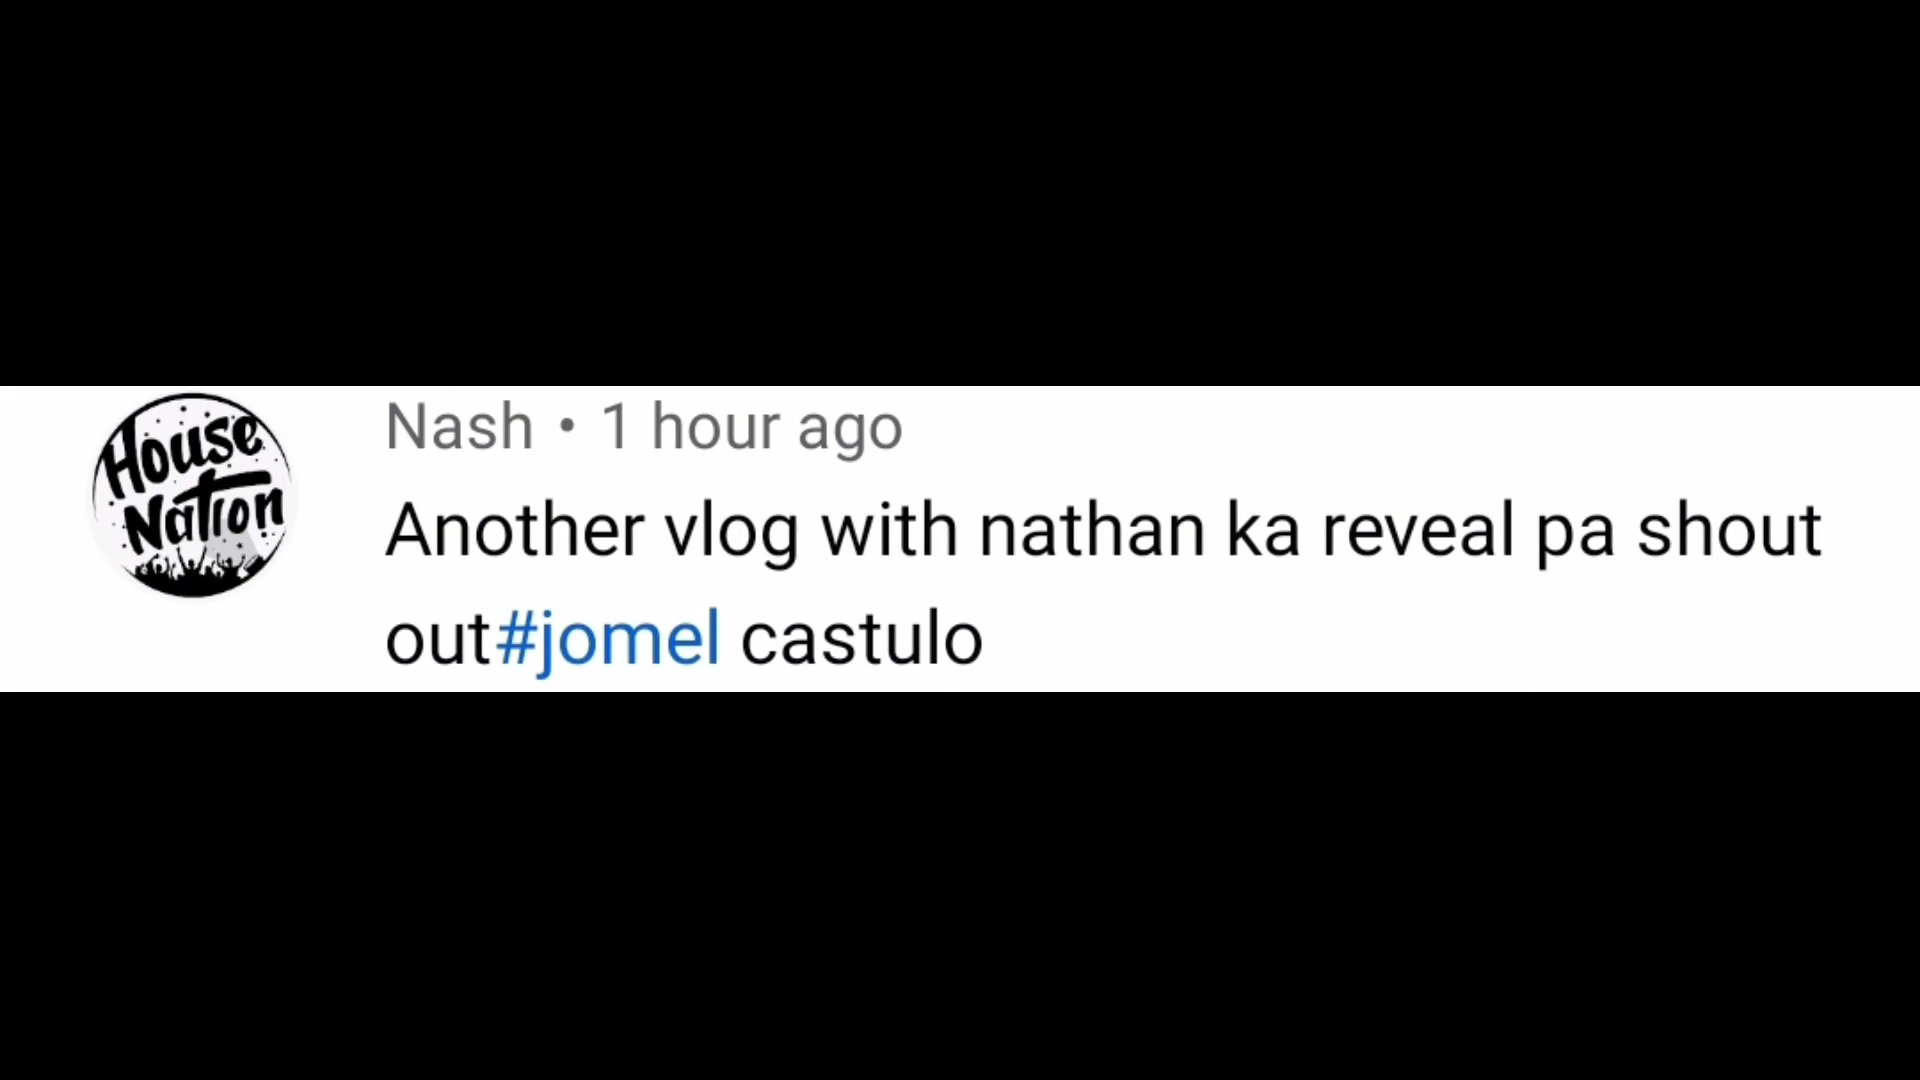 House
Nation
Nash • 1 hour ago
Another vlog with nathan ka reveal pa shout
out#jomel castulo